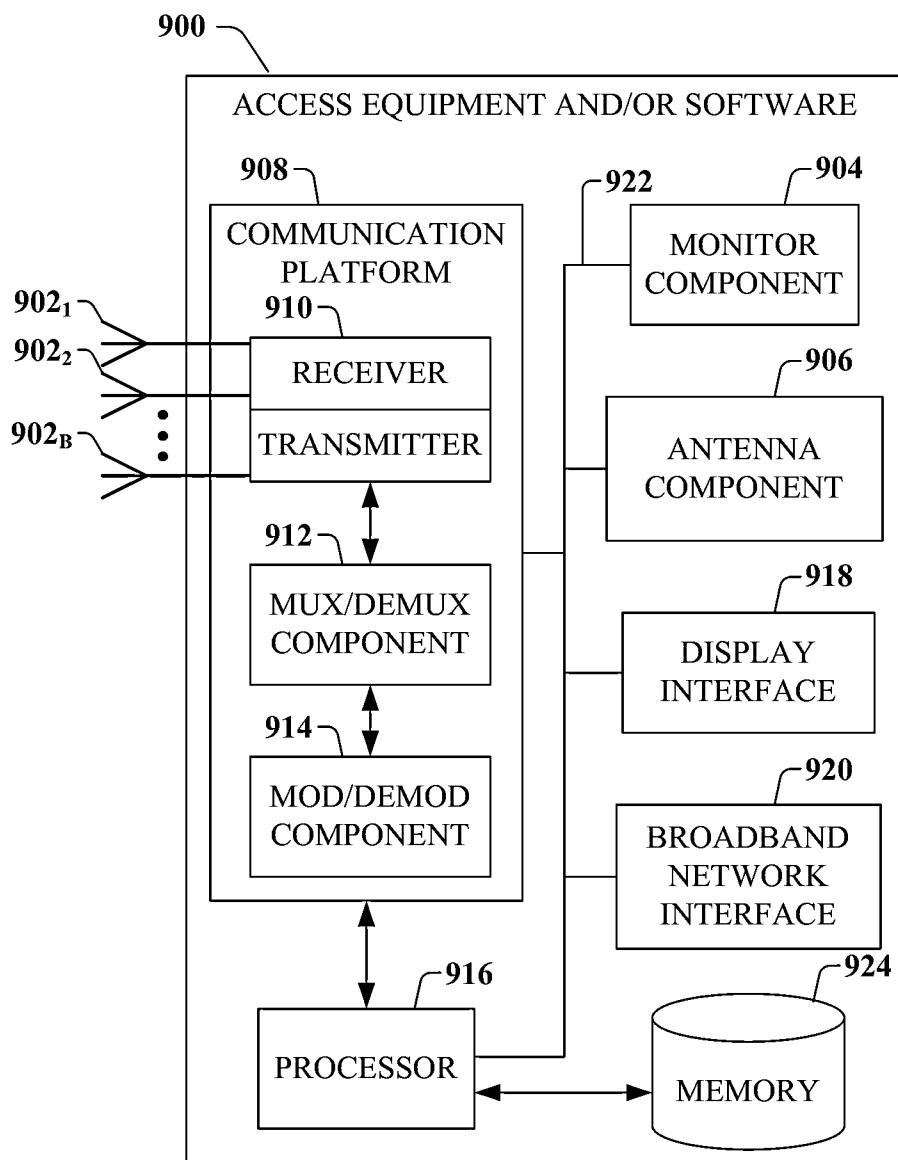 900
ACCESS EQUIPMENT AND/OR SOFTWARE
908
COMMUNICATION
PLATFORM
910
RECEIVER
TRANSMITTER
902₁
902₂
902_B
912
MUX/DEMUX
COMPONENT
914
MOD/DEMOD
COMPONENT
916
PROCESSOR
922
904
MONITOR
COMPONENT
906
ANTENNA
COMPONENT
918
DISPLAY
INTERFACE
920
BROADBAND
NETWORK
INTERFACE
924
MEMORY